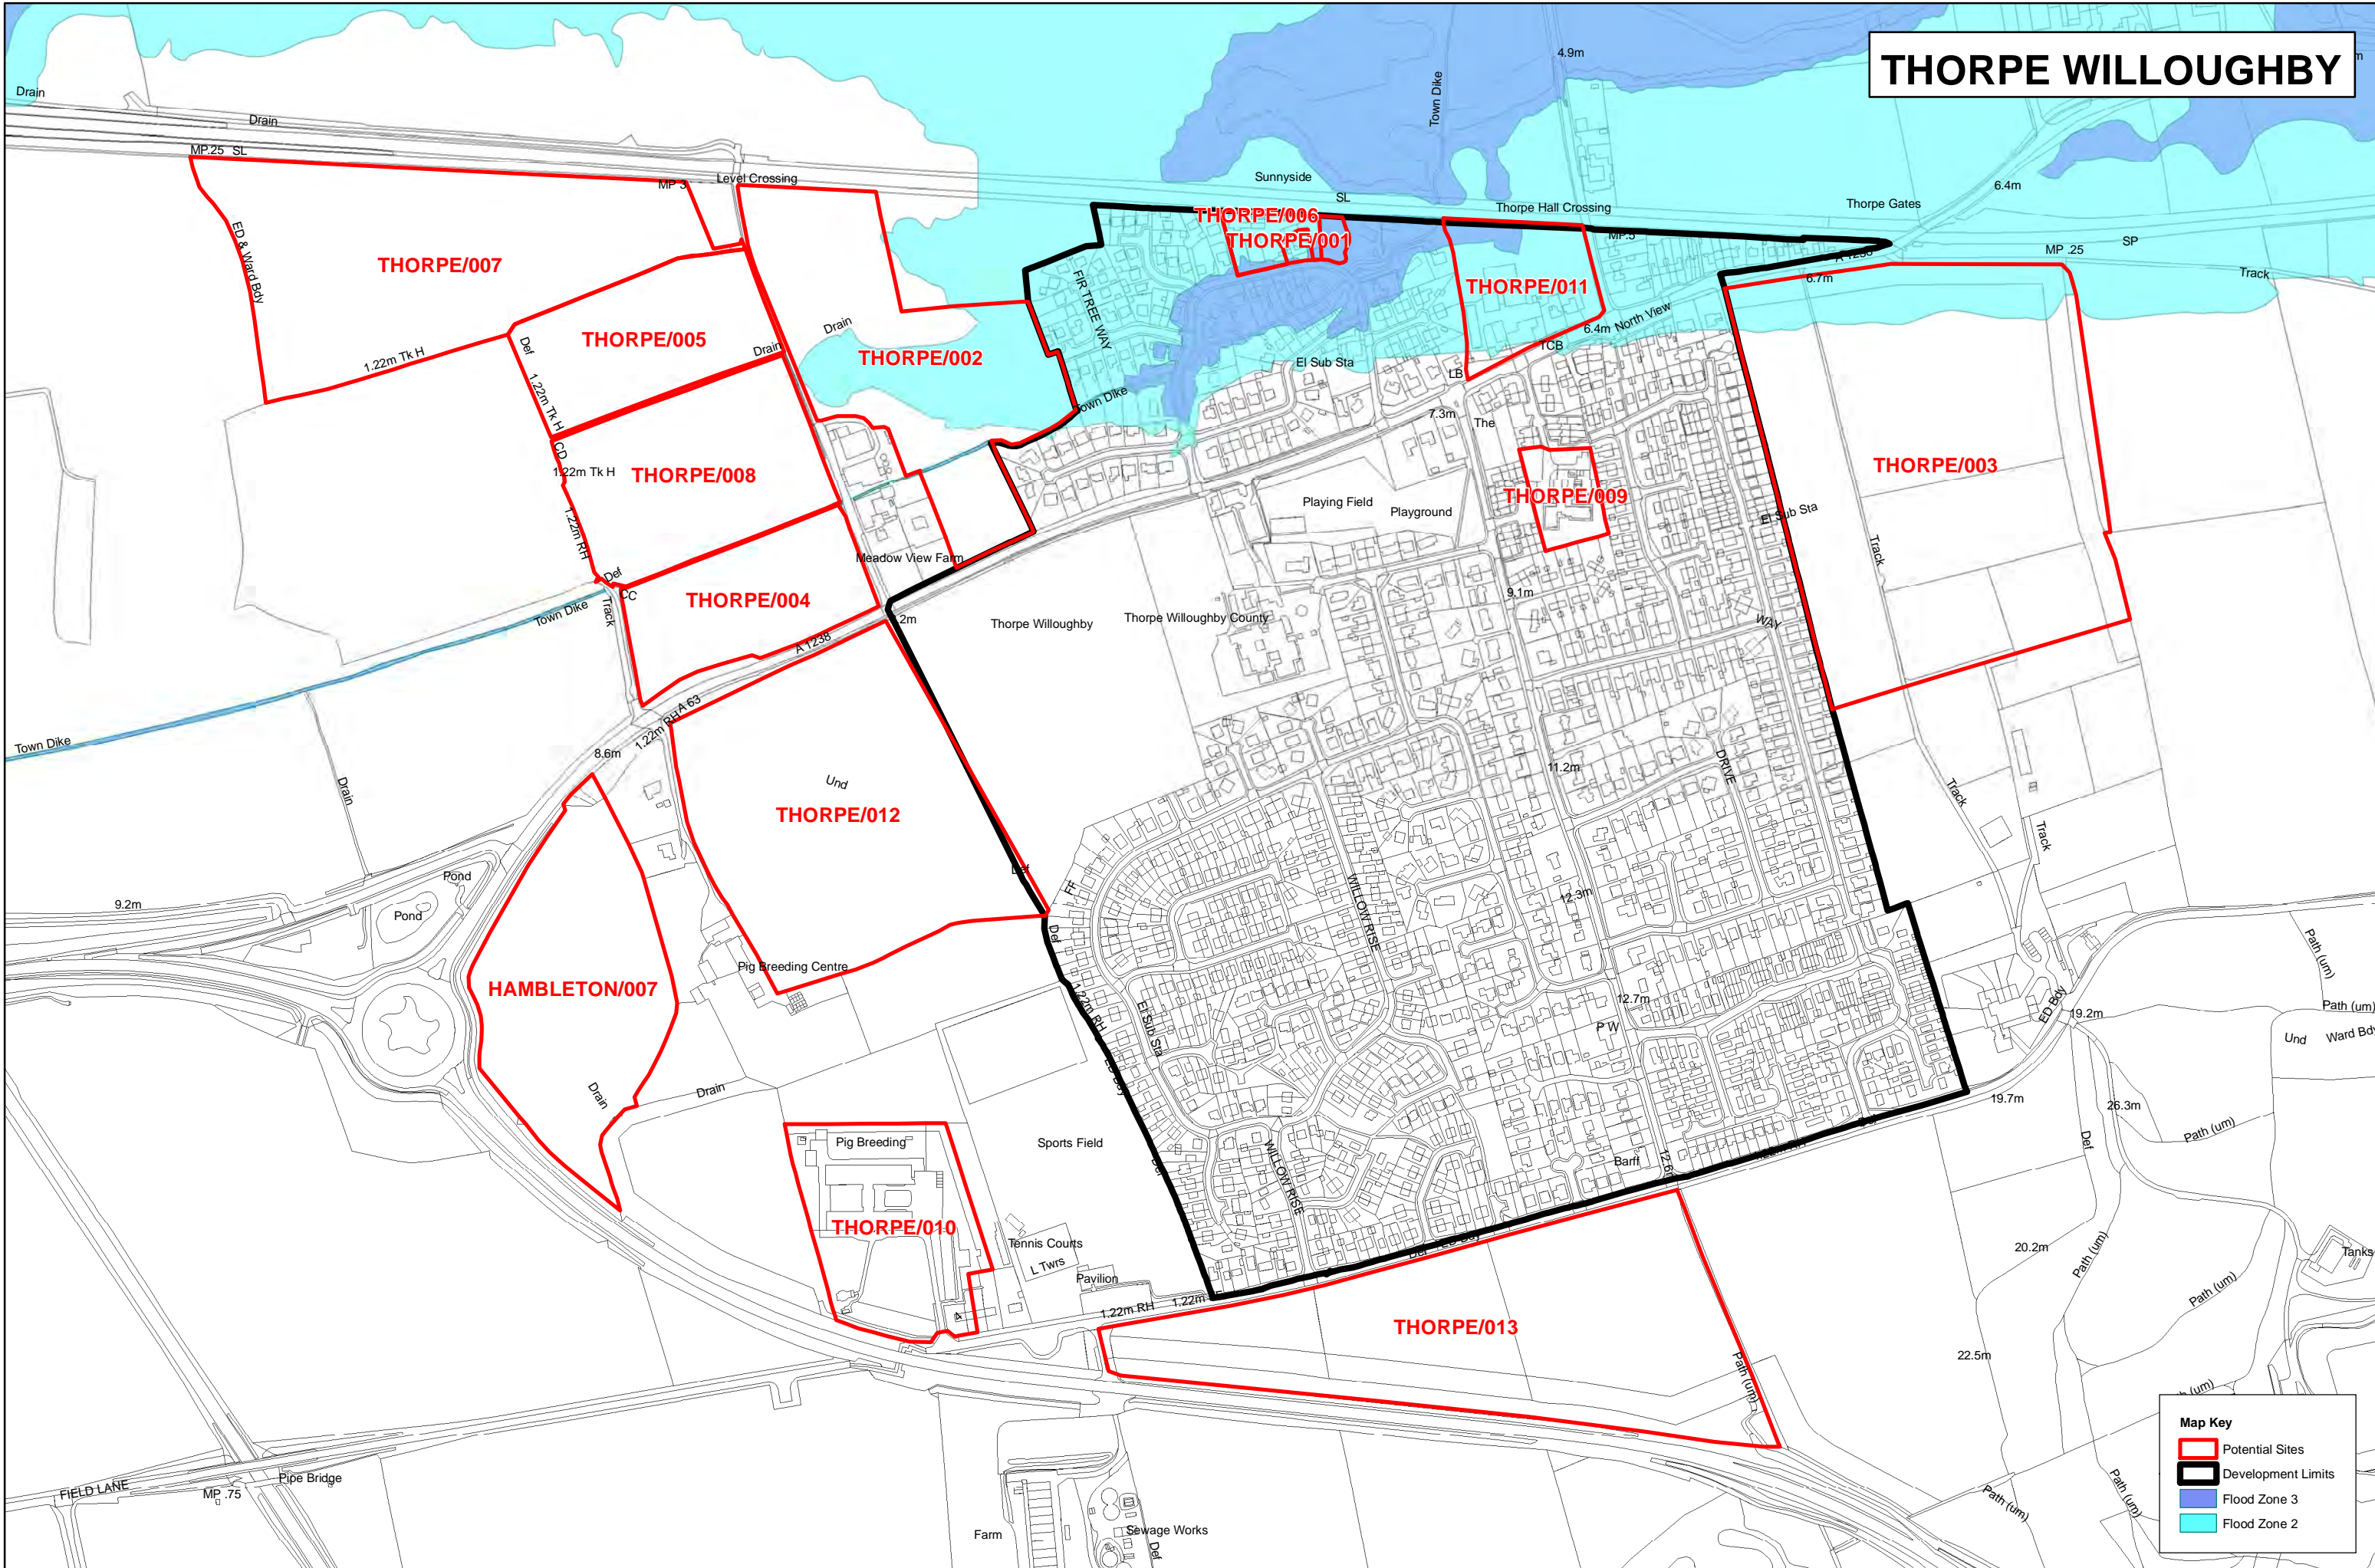 THORPE WILLOUGHBY
4.9m
Drain
Drain
Town Dike
MP.25 SL
MP 3
Level Crossing
Sunnyside
SL
6.4m
Thorpe Gates
Thorpe Hall Crossing
THORPE/006
THORPE/001
MP.5
MP .25
SP
Track
A 1238
6.7m
ED & Ward Bdy
THORPE/007
FIR TREE WAY
THORPE/011
Drain
6.4m North View
THORPE/005
Def
1.22m Tk H
Drain
THORPE/002
TCB
El Sub Sta
LB
1.22m Tk H
Town Dike
7.3m
The
CD
1.22m Tk H
THORPE/008
THORPE/003
THORPE/009
Playing Field
Playground
El Sub Sta
1.22m RH
Track
Meadow View Farm
Def
CC
THORPE/004
Town Dike
Track
9.1m
.2m
Thorpe Willoughby
Thorpe Willoughby County
WAY
A 1238
A 63
1.22m RH
Town Dike
8.6m
Drain
Und
THORPE/012
11.2m
DRIVE
Track
Track
Def
FF
Pond
Pond
9.2m
WILLOW RISE
12.3m
Def
Path (um)
Pig Breeding Centre
HAMBLETON/007
1.22m RH
El Sub Sta
12.7m
P W
ED Bdy
19.2m
Path (um)
Und
Ward Bdy
Drain
Drain
19.7m
26.3m
Def
Path (um)
Def
Pig Breeding
Sports Field
Def
WILLOW RISE
Barff
12.6m
THORPE/010
Tennis Courts
L Twrs
Pavilion
20.2m
Path (um)
Tanks
Path (um)
1.22m RH
1.22m
4
THORPE/013
Path (um)
22.5m
Map Key
Potential Sites
Development Limits
Flood Zone 3
Flood Zone 2
FIELD LANE
Pipe Bridge
MP .75
Path (um)
Path (um)
Farm
Sewage Works
Def